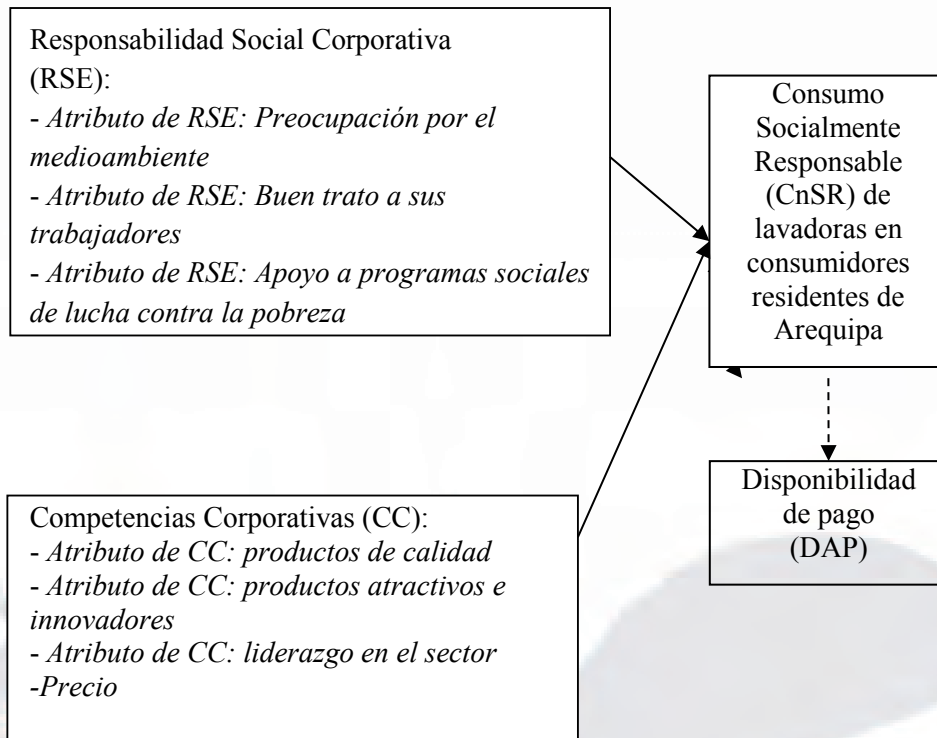 Responsabilidad Social Corporativa
(RSE):
- Atributo de RSE: Preocupación por el
medioambiente
- Atributo de RSE: Buen trato a sus
trabajadores
- Atributo de RSE: Apoyo a programas sociales
de lucha contra la pobreza
Consumo
Socialmente
Responsable
(CnSR) de
lavadoras en
consumidores
residentes de
Arequipa
Competencias Corporativas (CC):
- Atributo de CC: productos de calidad
- Atributo de CC: productos atractivos e
innovadores
- Atributo de CC: liderazgo en el sector
-Precio
Disponibilidad
de pago
(DAP)